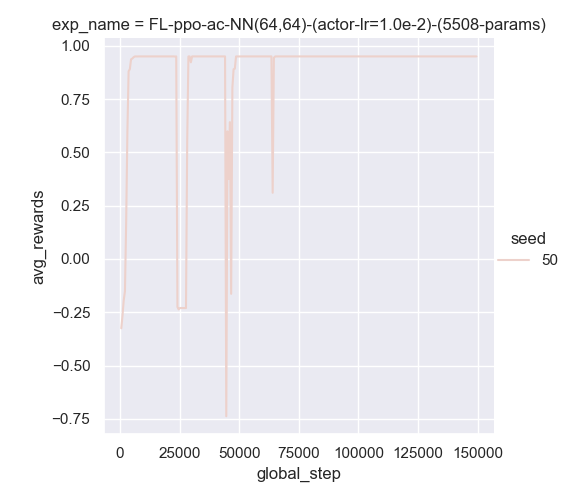 exp_name = FL-ppo-ac-NN(64,64)-(actor-lr=1.0e-2)-(5508-params)
1.00
0.75
0.50
0.25
0.00
−0.25
−0.50
−0.75
avg_rewards
0 25000 50000 75000 100000 125000 150000
global_step
seed
50